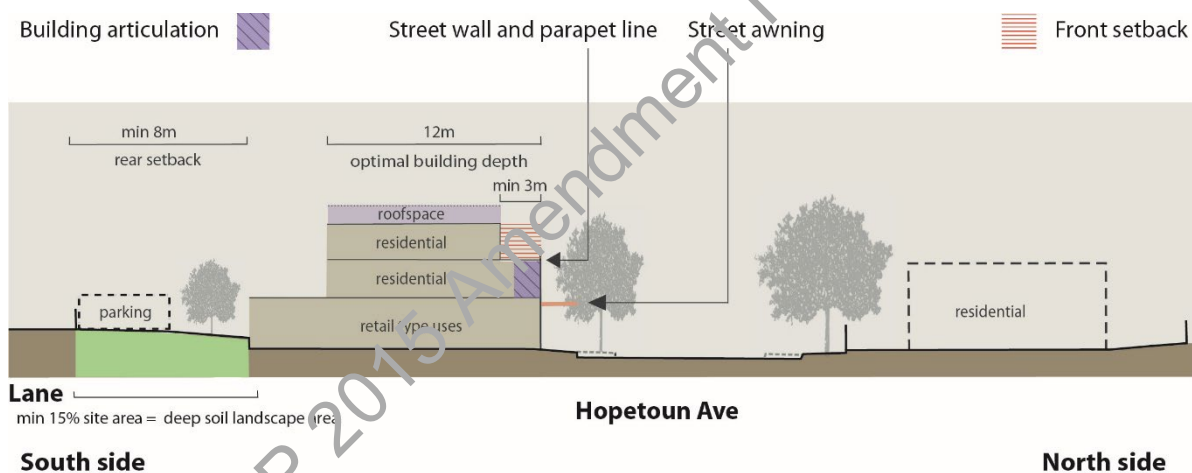 Building articulation
Street wall and parapet line
Street awning
Front setback
min 8m
rear setback
12m
optimal building depth
min 3m
roofspace
residential
residential
retail type uses
parking
residential
Lane
min 15% site area = deep soil landscape area
Hopetoun Ave
South side
North side
2015 Amendment